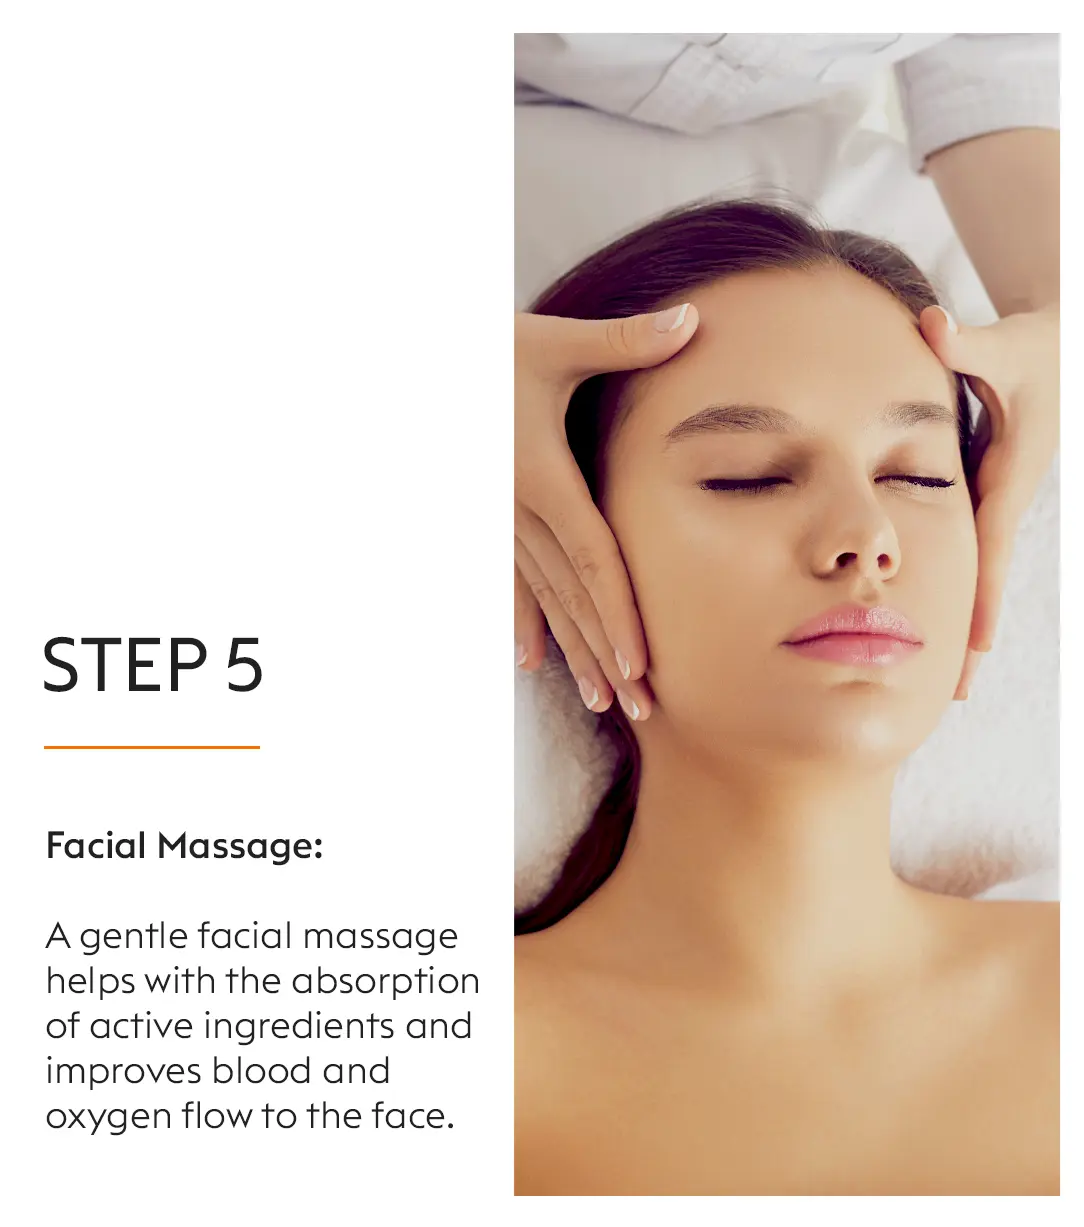 STEP 5
Facial Massage:
A gentle facial massage
helps with the absorption
of active ingredients and
improves blood and
oxygen flow to the face.